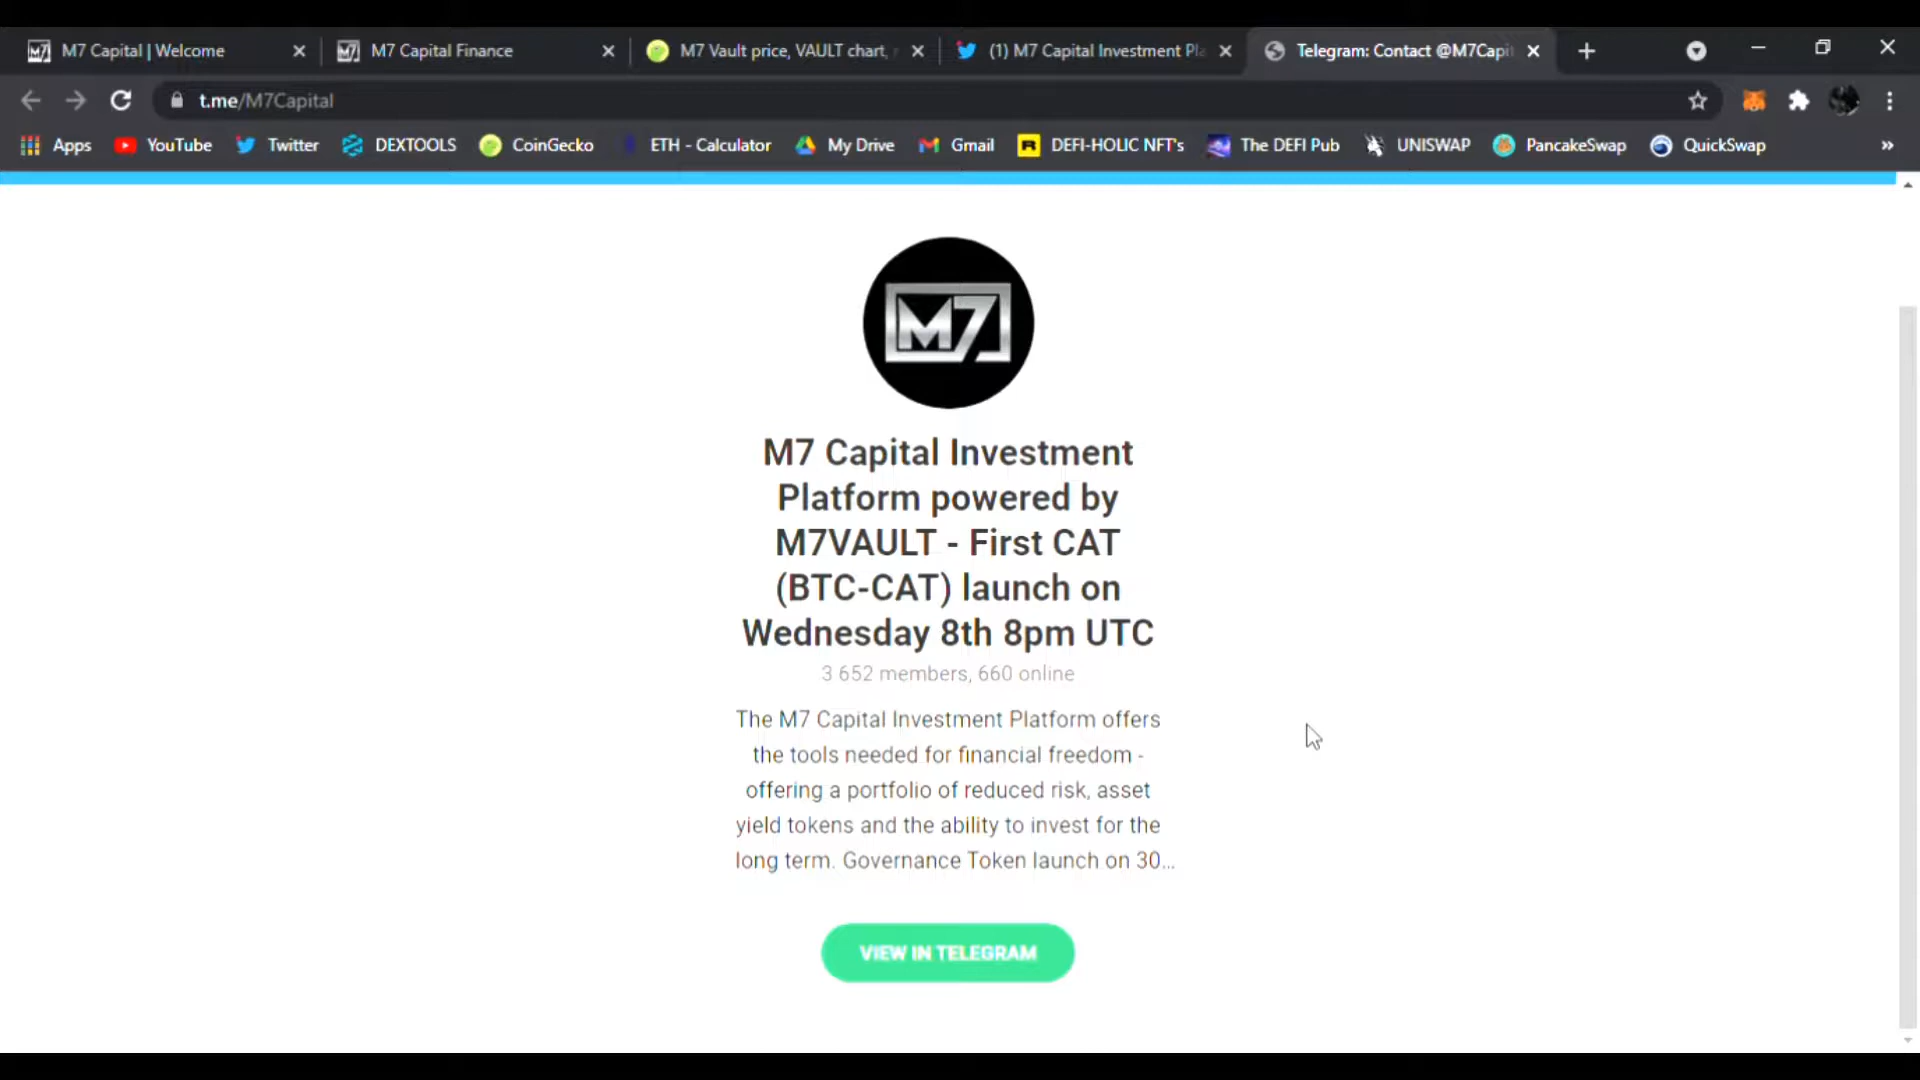 M7 Capital | Welcome
M7 Capital Finance
M7 Vault price, VAULT chart,
(1) M7 Capital Investment Pla
Telegram: Contact @M7Capi
t.me/M7Capital
Apps
YouTube
Twitter
DEXTOOLS
CoinGecko
ETH - Calculator
My Drive
Gmail
DEFI-HOLIC NFT's
The DEFI Pub
UNISWAP
PancakeSwap
QuickSwap
»
M7
M7 Capital Investment
Platform powered by
M7VAULT - First CAT
(BTC-CAT) launch on
Wednesday 8th 8pm UTC
3 652 members, 660 online
The M7 Capital Investment Platform offers
the tools needed for financial freedom -
offering a portfolio of reduced risk, asset
yield tokens and the ability to invest for the
long term. Governance Token launch on 30...
VIEW IN TELEGRAM